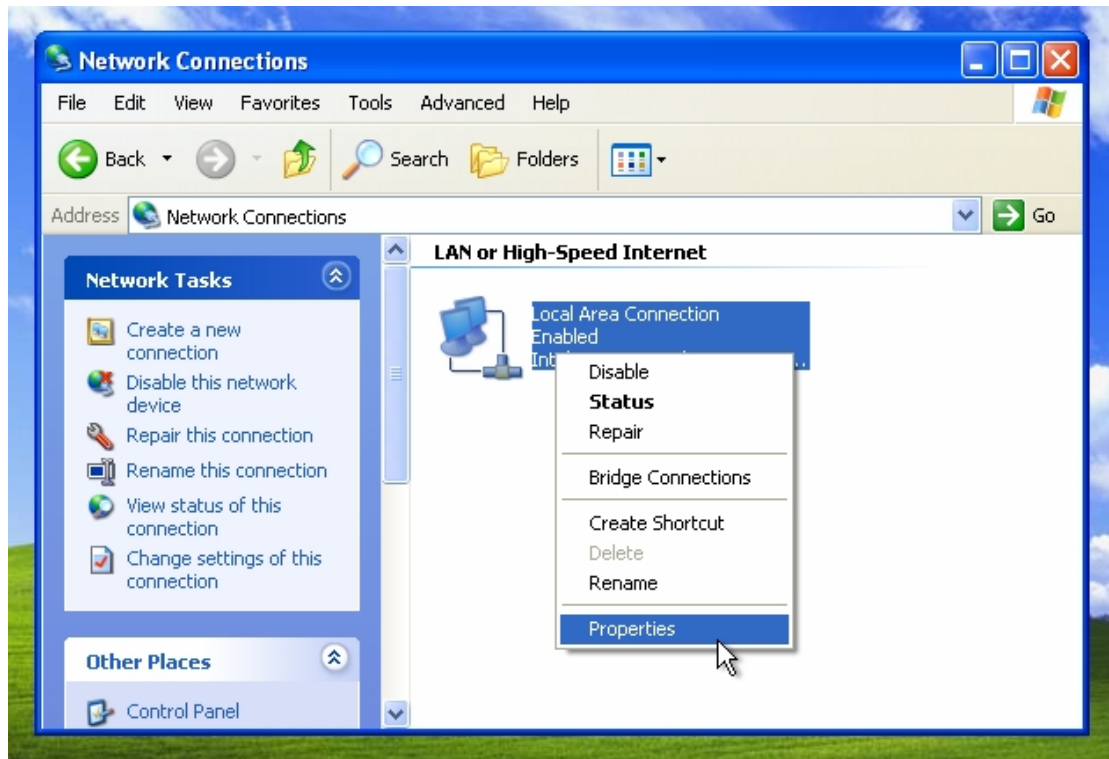 Network Connections
File Edit View Favorites Tools Advanced Help
Back Search Folders
Address Network Connections Go
Network Tasks
Create a new
connection
Disable this network
device
Repair this connection
Rename this connection
View status of this
connection
Change settings of this
connection
Other Places
Control Panel
LAN or High-Speed Internet
Local Area Connection
Enabled
Disable
Status
Repair
Bridge Connections
Create Shortcut
Delete
Rename
Properties